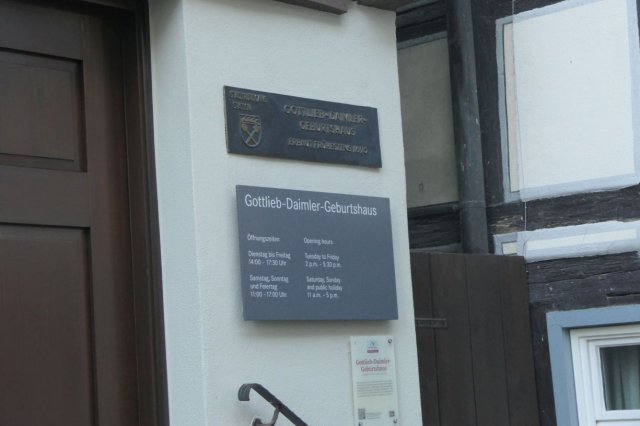 GOTTLIEB-DAIMLER-
GEBURTSHAUS
Gottlieb-Daimler-Geburtshaus
Öffnungszeiten
Dienstag bis Freitag
14:00 – 17:30 Uhr
Samstag, Sonntag
und Feiertag
11:00 – 17:00 Uhr
Opening hours
Tuesday to Friday
2 p.m. – 5:30 p.m.
Saturday, Sunday
and public holiday
11 a.m. – 5 p.m.
Gottlieb-Daimler-
Geburtshaus